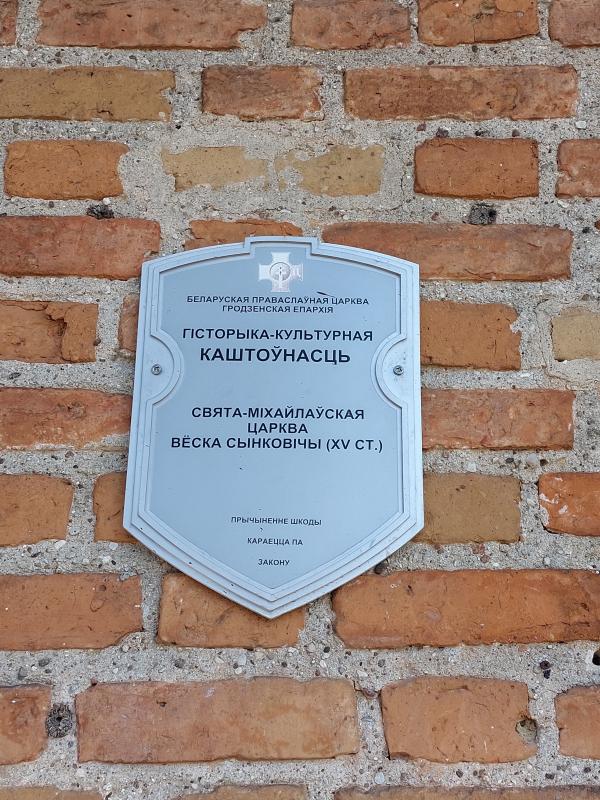 БЕЛАРУСКАЯ ПРАВАСЛАЎНАЯ ЦАРКВА
ГРОДЗЕНСКАЯ ЕПАРХІЯ
ГІСТОРЫКА-КУЛЬТУРНАЯ
КАШТОЎНАСЦЬ
СВЯТА-МІХАЙЛАЎСКАЯ
ЦАРКВА
ВЁСКА СЫНКОВІЧЫ (XV СТ.)
ПРЫЧЫНЕННЕ ШКОДЫ
КАРАЕЦЦА ПА
ЗАКОНУ